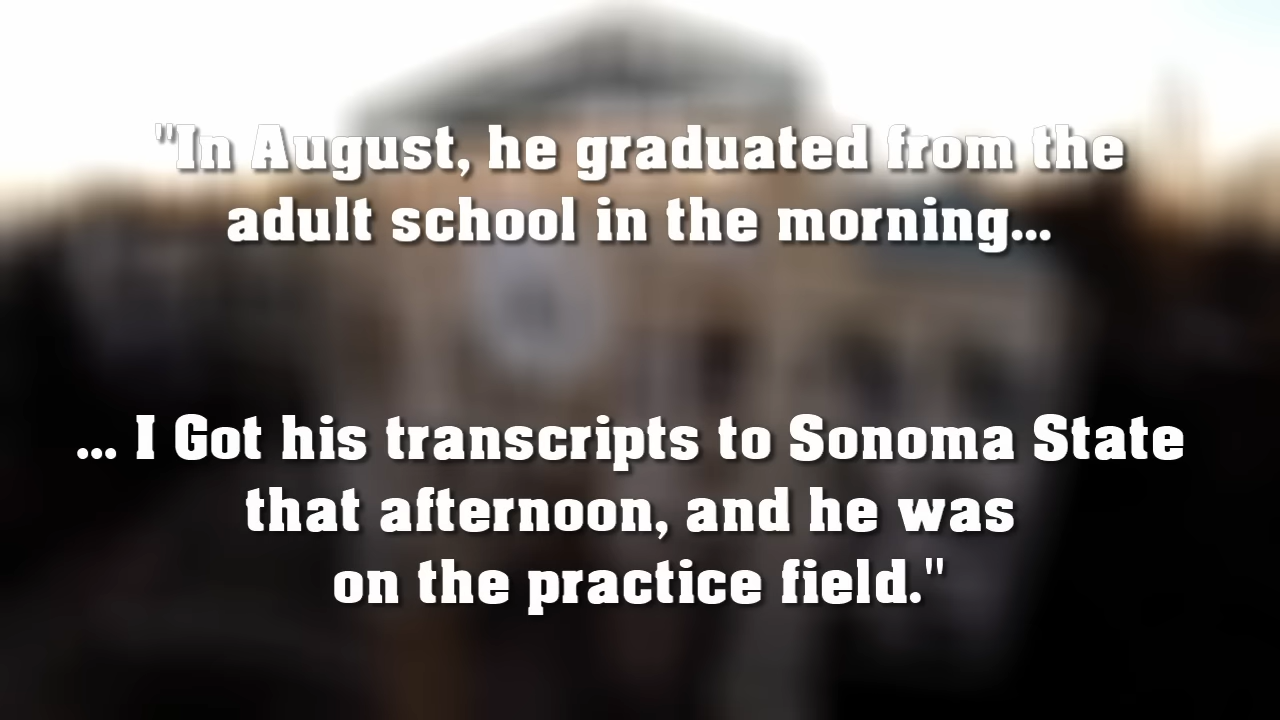 "In August, he graduated from the
adult school in the morning...
... I Got his transcripts to Sonoma State
that afternoon, and he was
on the practice field."